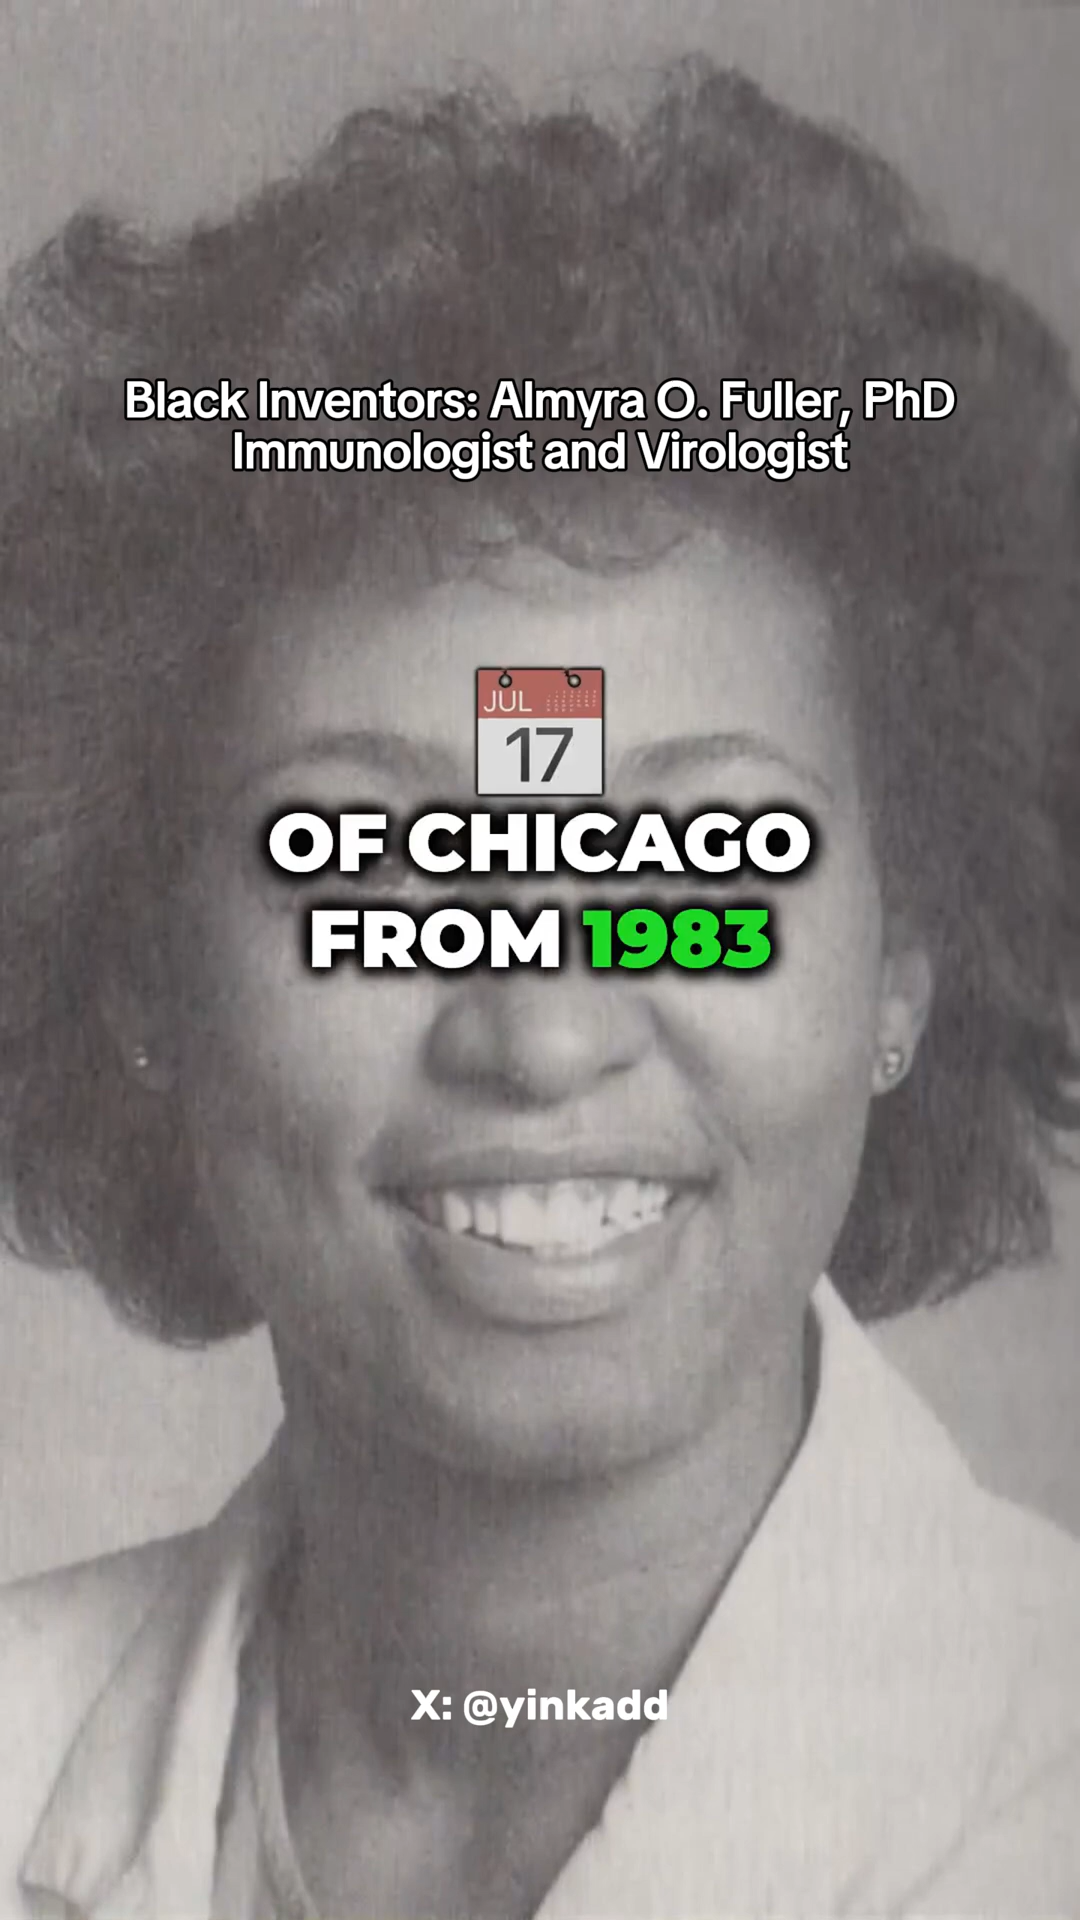 Black Inventors: Almyra O. Fuller, PhD
Immunologist and Virologist
JUL
17
OF CHICAGO
FROM 1983
X: @yinkadd